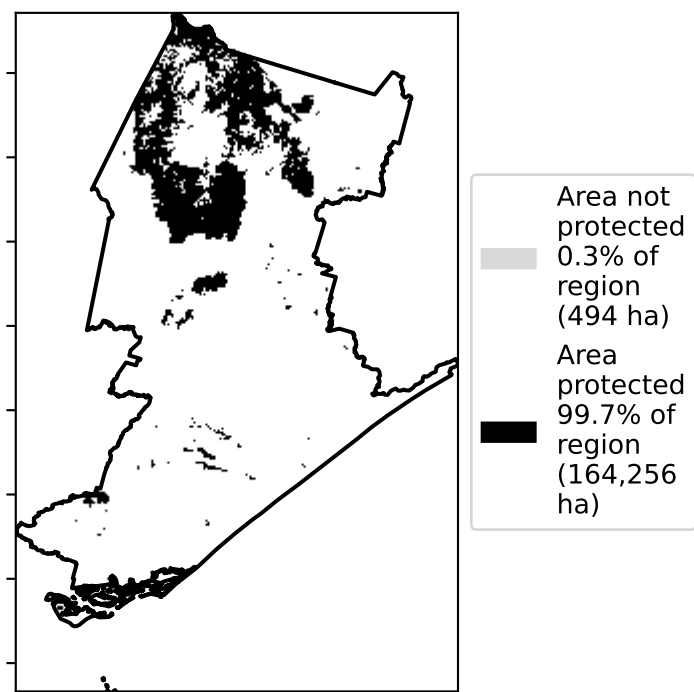 Area not
protected
0.3% of
region
(494 ha)
Area
protected
99.7% of
region
(164,256
ha)